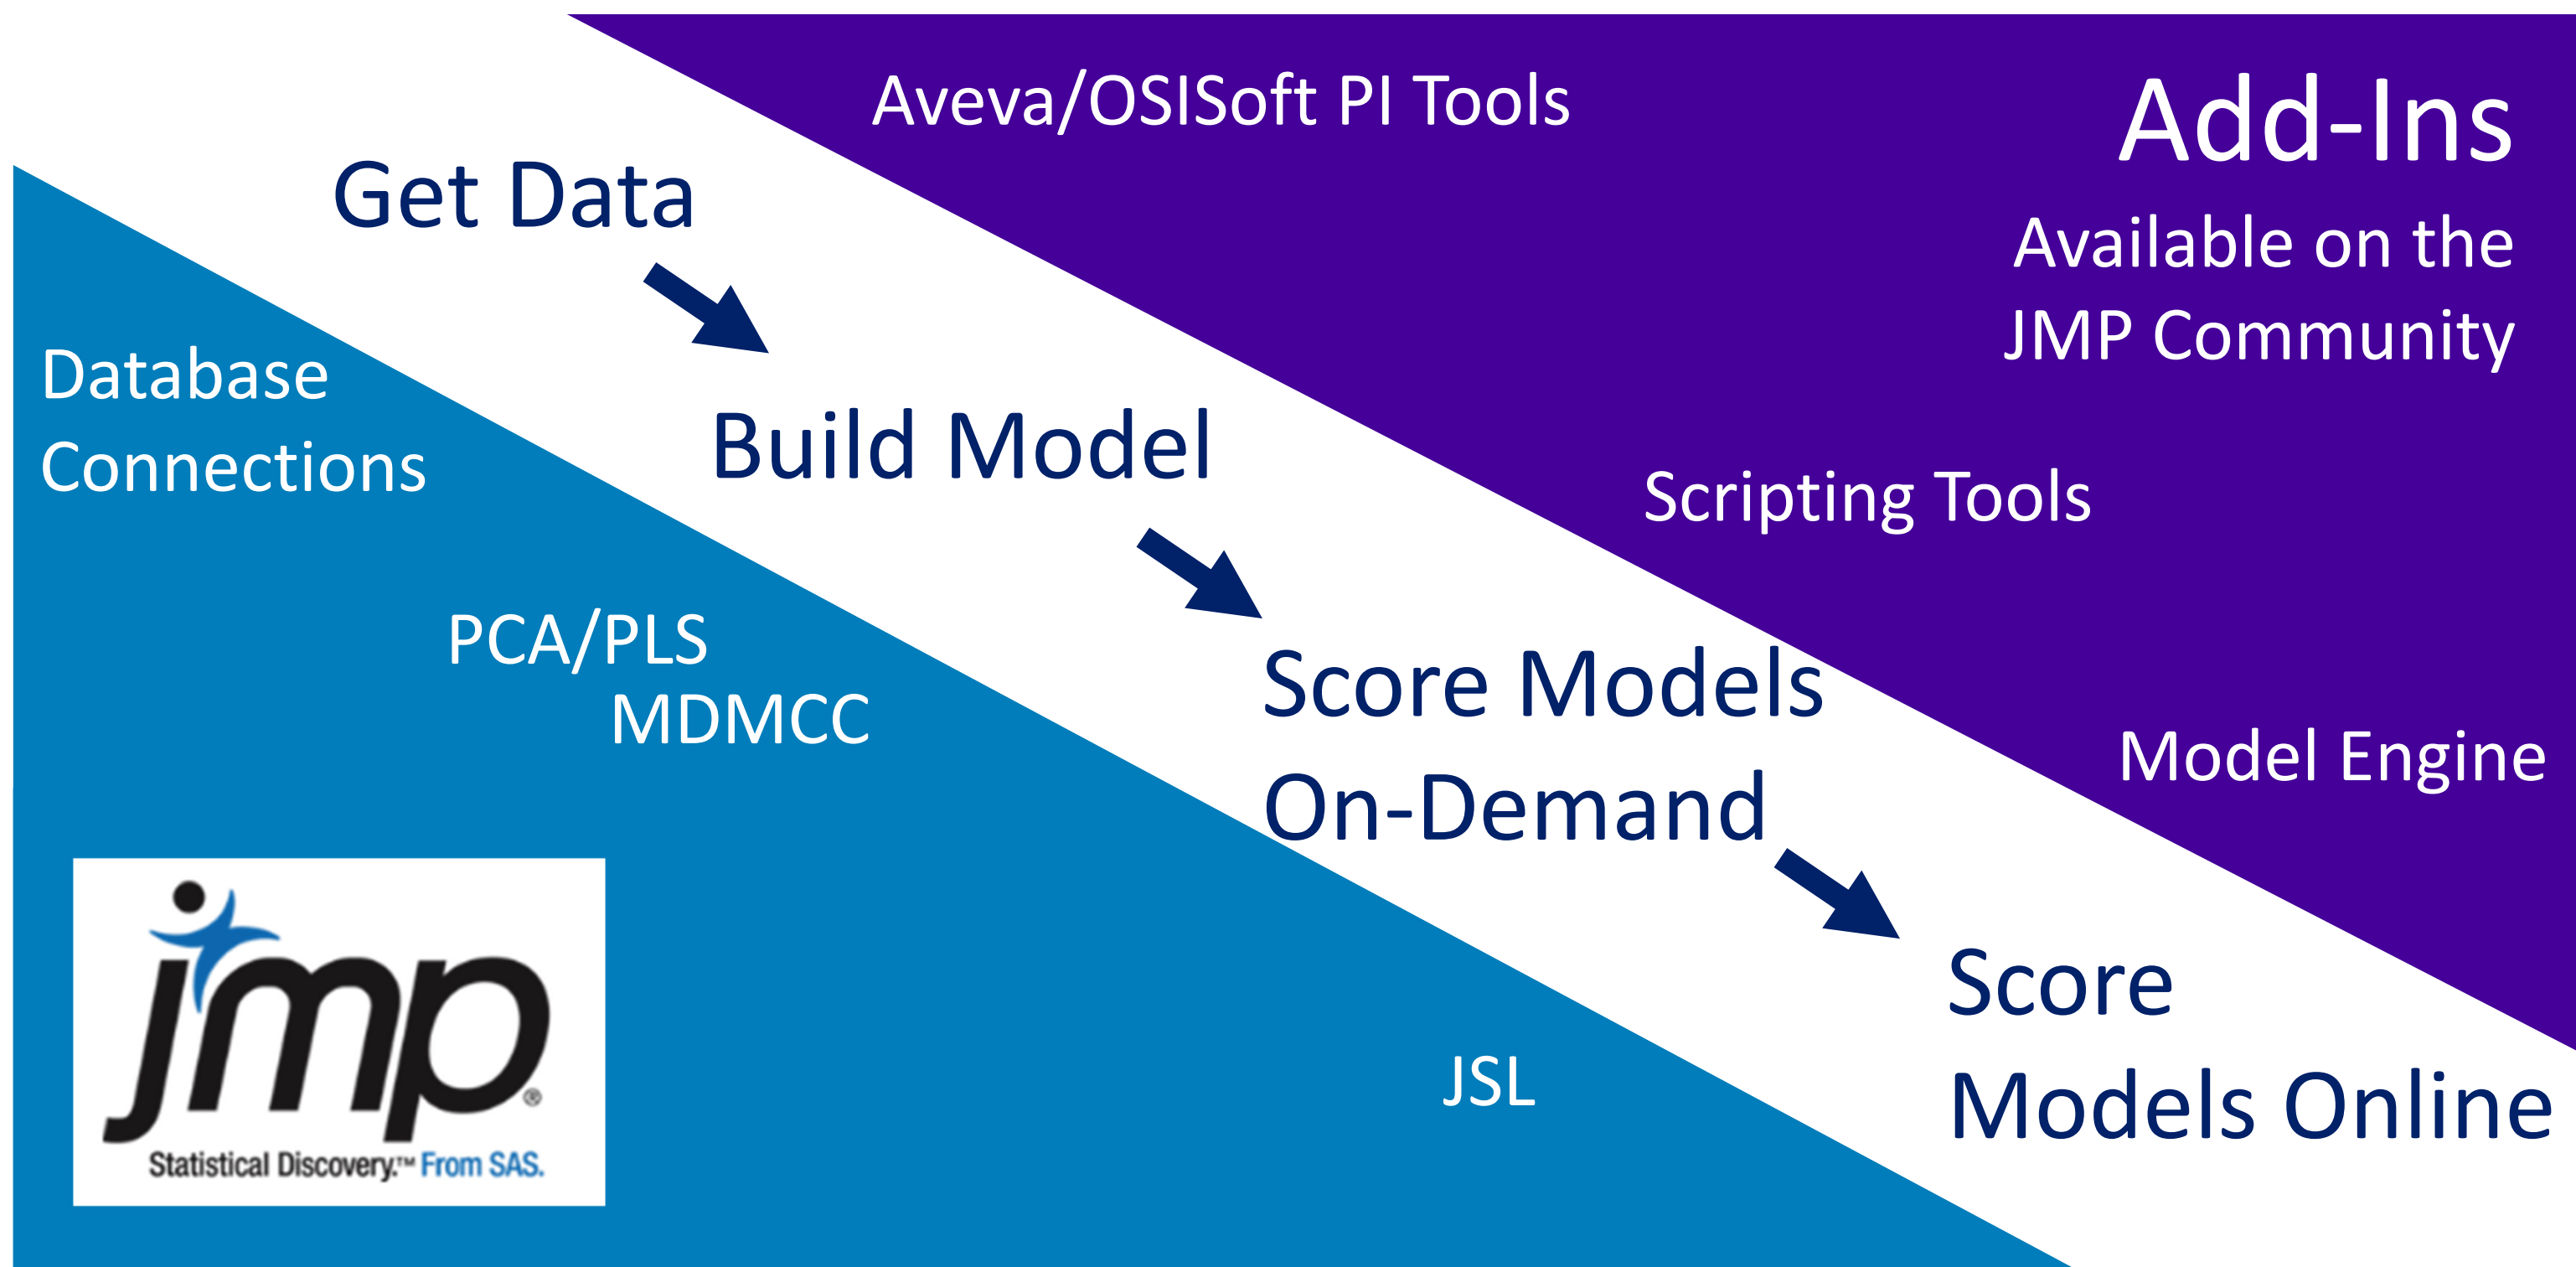 Aveva/OSISoft PI Tools
Add-Ins
Available on the
JMP Community
Get Data
Database
Connections
Build Model
Scripting Tools
PCA/PLS
MDMCC
Score Models
On-Demand
Model Engine
jmp®
Statistical Discovery.™ From SAS.
JSL
Score
Models Online